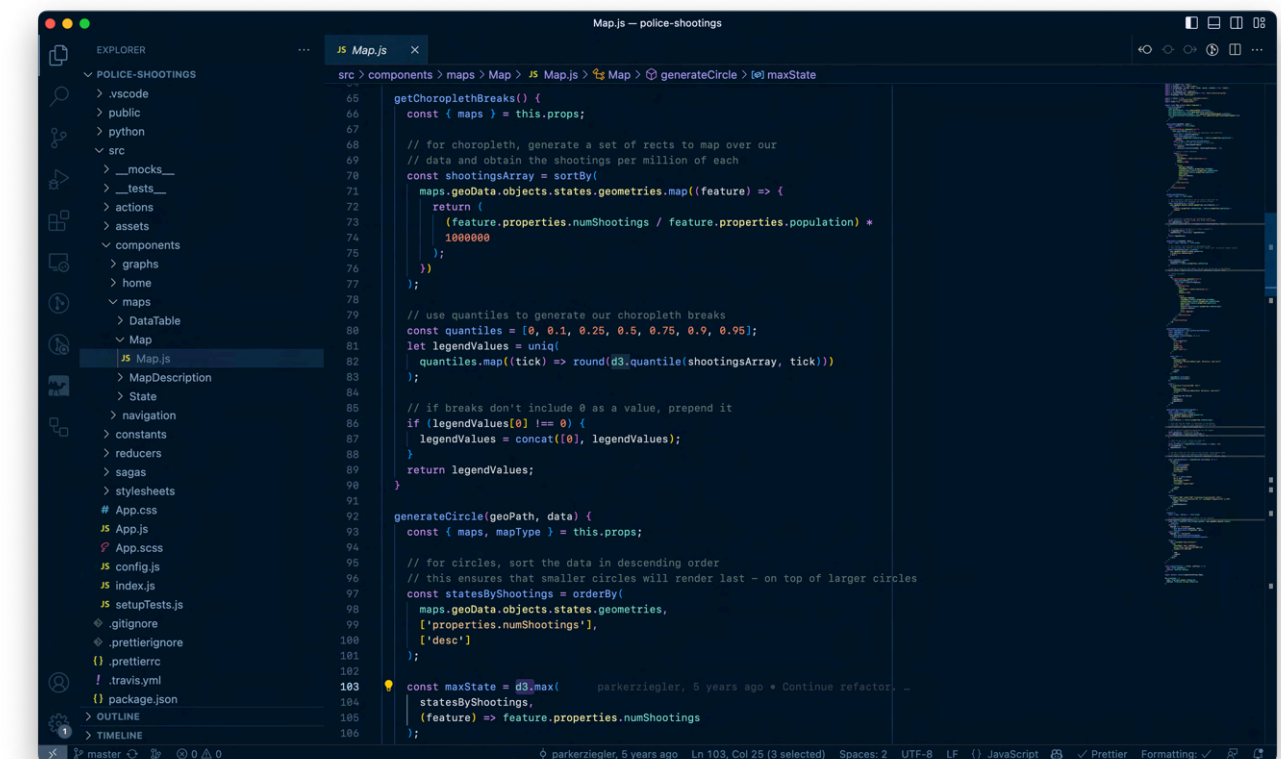 Map.js — police-shootings
EXPLORER
POLICE-SHOOTINGS
.vscode
public
python
src
__mocks__
__tests__
actions
assets
components
graphs
home
maps
DataTable
Map
JS Map.js
MapDescription
State
navigation
constants
reducers
sagas
stylesheets
# App.css
JS App.js
App.scss
JS config.js
JS index.js
JS setupTests.js
.gitignore
.prettierignore
{} .prettierrc
! .travis.yml
{} package.json
OUTLINE
TIMELINE
1
JS Map.js
src > components > maps > Map > JS Map.js > Map > generateCircle > maxState
65 getChoroplethBreaks() {
66 const { maps } = this.props;
67
68 // for choropleth, generate a set of rects to map over our
69 // data and obtain the shootings per million of each
70 const shootingsArray = sortBy(
71 maps.geoData.objects.states.geometries.map((feature) => {
72 return (
73 (feature.properties.numShootings / feature.properties.population) *
74 1000000
75 );
76 })
77 );
78
79 // use quantiles to generate our choropleth breaks
80 const quantiles = [0, 0.1, 0.25, 0.5, 0.75, 0.9, 0.95];
81 let legendValues = uniq(
82 quantiles.map((tick) => round(d3.quantile(shootingsArray, tick)))
83 );
84
85 // if breaks don't include 0 as a value, prepend it
86 if (legendValues[0] !== 0) {
87 legendValues = concat([0], legendValues);
88 }
89 return legendValues;
90 }
91
92 generateCircle(geoPath, data) {
93 const { maps, mapType } = this.props;
94
95 // for circles, sort the data in descending order
96 // this ensures that smaller circles will render last – on top of larger circles
97 const statesByShootings = orderBy(
98 maps.geoData.objects.states.geometries,
99 ['properties.numShootings'],
100 ['desc']
101 );
102
103 const maxState = d3.max( parkerziegler, 5 years ago • Continue refactor. …
104 statesByShootings,
105 (feature) => feature.properties.numShootings
106 );
master 0 0 parkerziegler, 5 years ago Ln 103, Col 25 (3 selected) Spaces: 2 UTF-8 LF {} JavaScript Prettier Formatting: